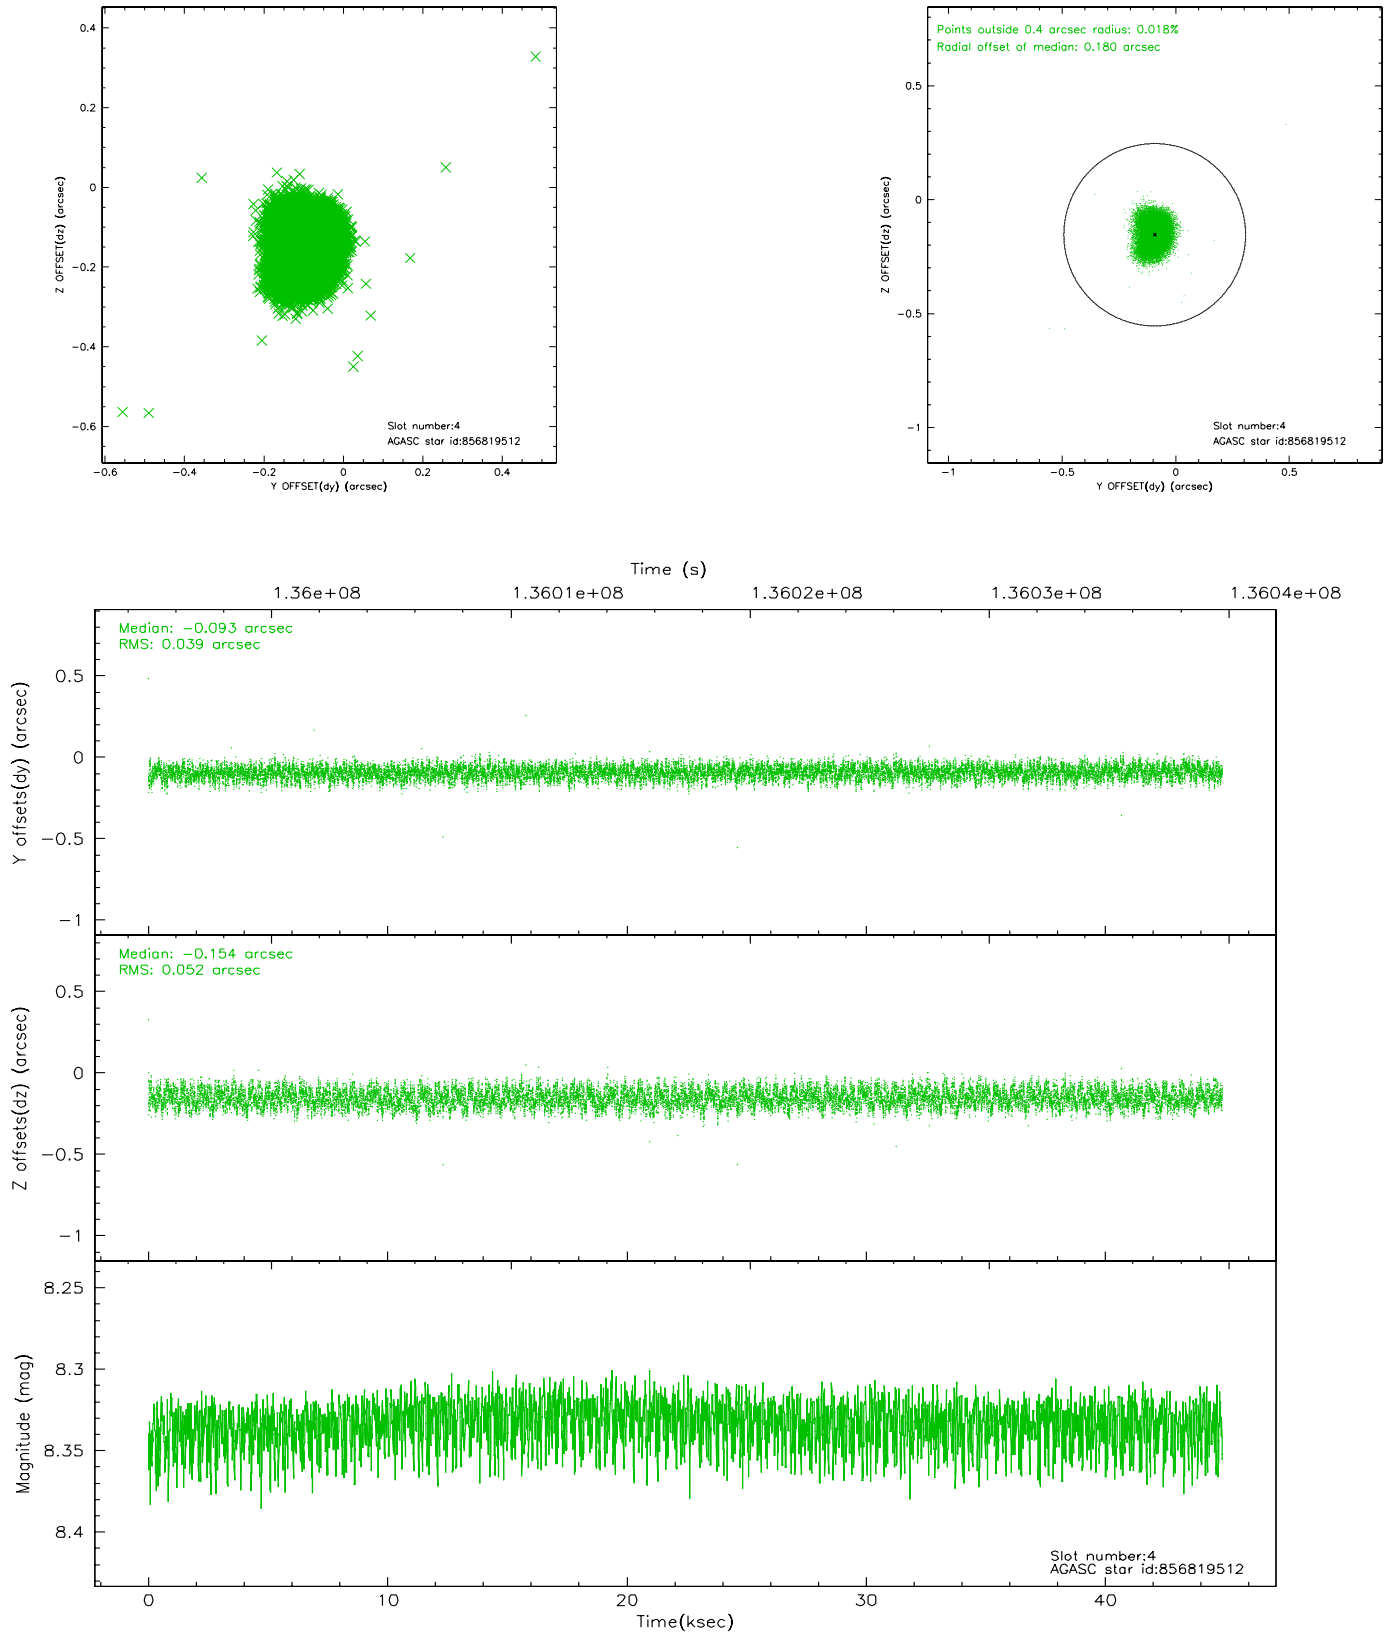 0.4
0.2
0
−0.2
−0.4
−0.6
Z OFFSET(dz) (arcsec)
Slot number:4
AGASC star id:856819512
−0.6 −0.4 −0.2 0 0.2 0.4
Y OFFSET(dy) (arcsec)
Points outside 0.4 arcsec radius: 0.018%
Radial offset of median: 0.180 arcsec
0.5
0
−0.5
−1
Z OFFSET(dz) (arcsec)
Slot number:4
AGASC star id:856819512
−1 −0.5 0 0.5
Y OFFSET(dy) (arcsec)
Time (s)
1.36e+08 1.3601e+08 1.3602e+08 1.3603e+08 1.3604e+08
Median: −0.093 arcsec
RMS: 0.039 arcsec
0.5
0
−0.5
−1
Y offsets(dy) (arcsec)
Median: −0.154 arcsec
RMS: 0.052 arcsec
0.5
0
−0.5
−1
Z offsets(dz) (arcsec)
8.25
8.3
8.35
8.4
Magnitude (mag)
Slot number:4
AGASC star id:856819512
0 10 20 30 40
Time(ksec)